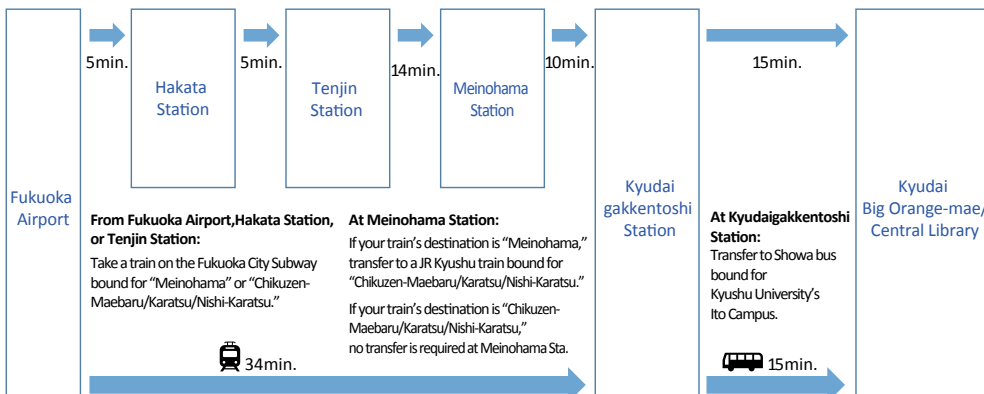 5min.
5min.
14min.
10min.
15min.
Hakata
Station
Tenjin
Station
Meinohama
Station
Fukuoka
Airport
Kyudai
gakkentoshi
Station
Kyudai
Big Orange-mae/
Central Library
From Fukuoka Airport,Hakata Station,
or Tenjin Station:
Take a train on the Fukuoka City Subway
bound for “Meinohama” or “Chikuzen-
Maebaru/Karatsu/Nishi-Karatsu.”
At Meinohama Station:
If your train’s destination is “Meinohama,”
transfer to a JR Kyushu train bound for
“Chikuzen-Maebaru/Karatsu/Nishi-Karatsu.”
If your train’s destination is “Chikuzen-
Maebaru/Karatsu/Nishi-Karatsu,”
no transfer is required at Meinohama Sta.
At Kyudaigakkentoshi
Station:
Transfer to Showa bus
bound for
Kyushu University’s
Ito Campus.
34min.
15min.